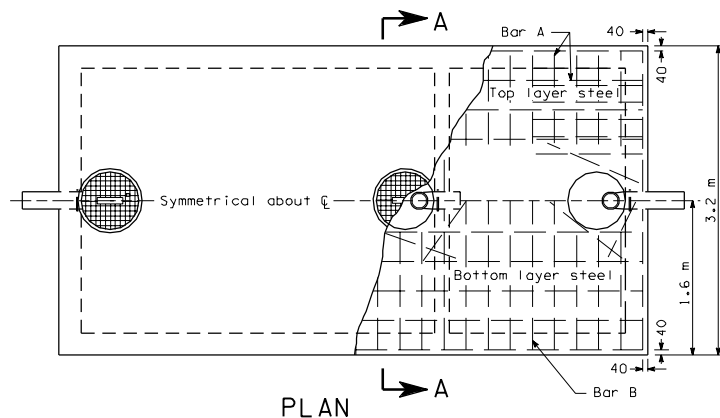 A
Bar A
40
40
Top layer steel
Symmetrical about ℄
3.2 m
1.6 m
Bottom layer steel
40
40
Bar B
A
PLAN